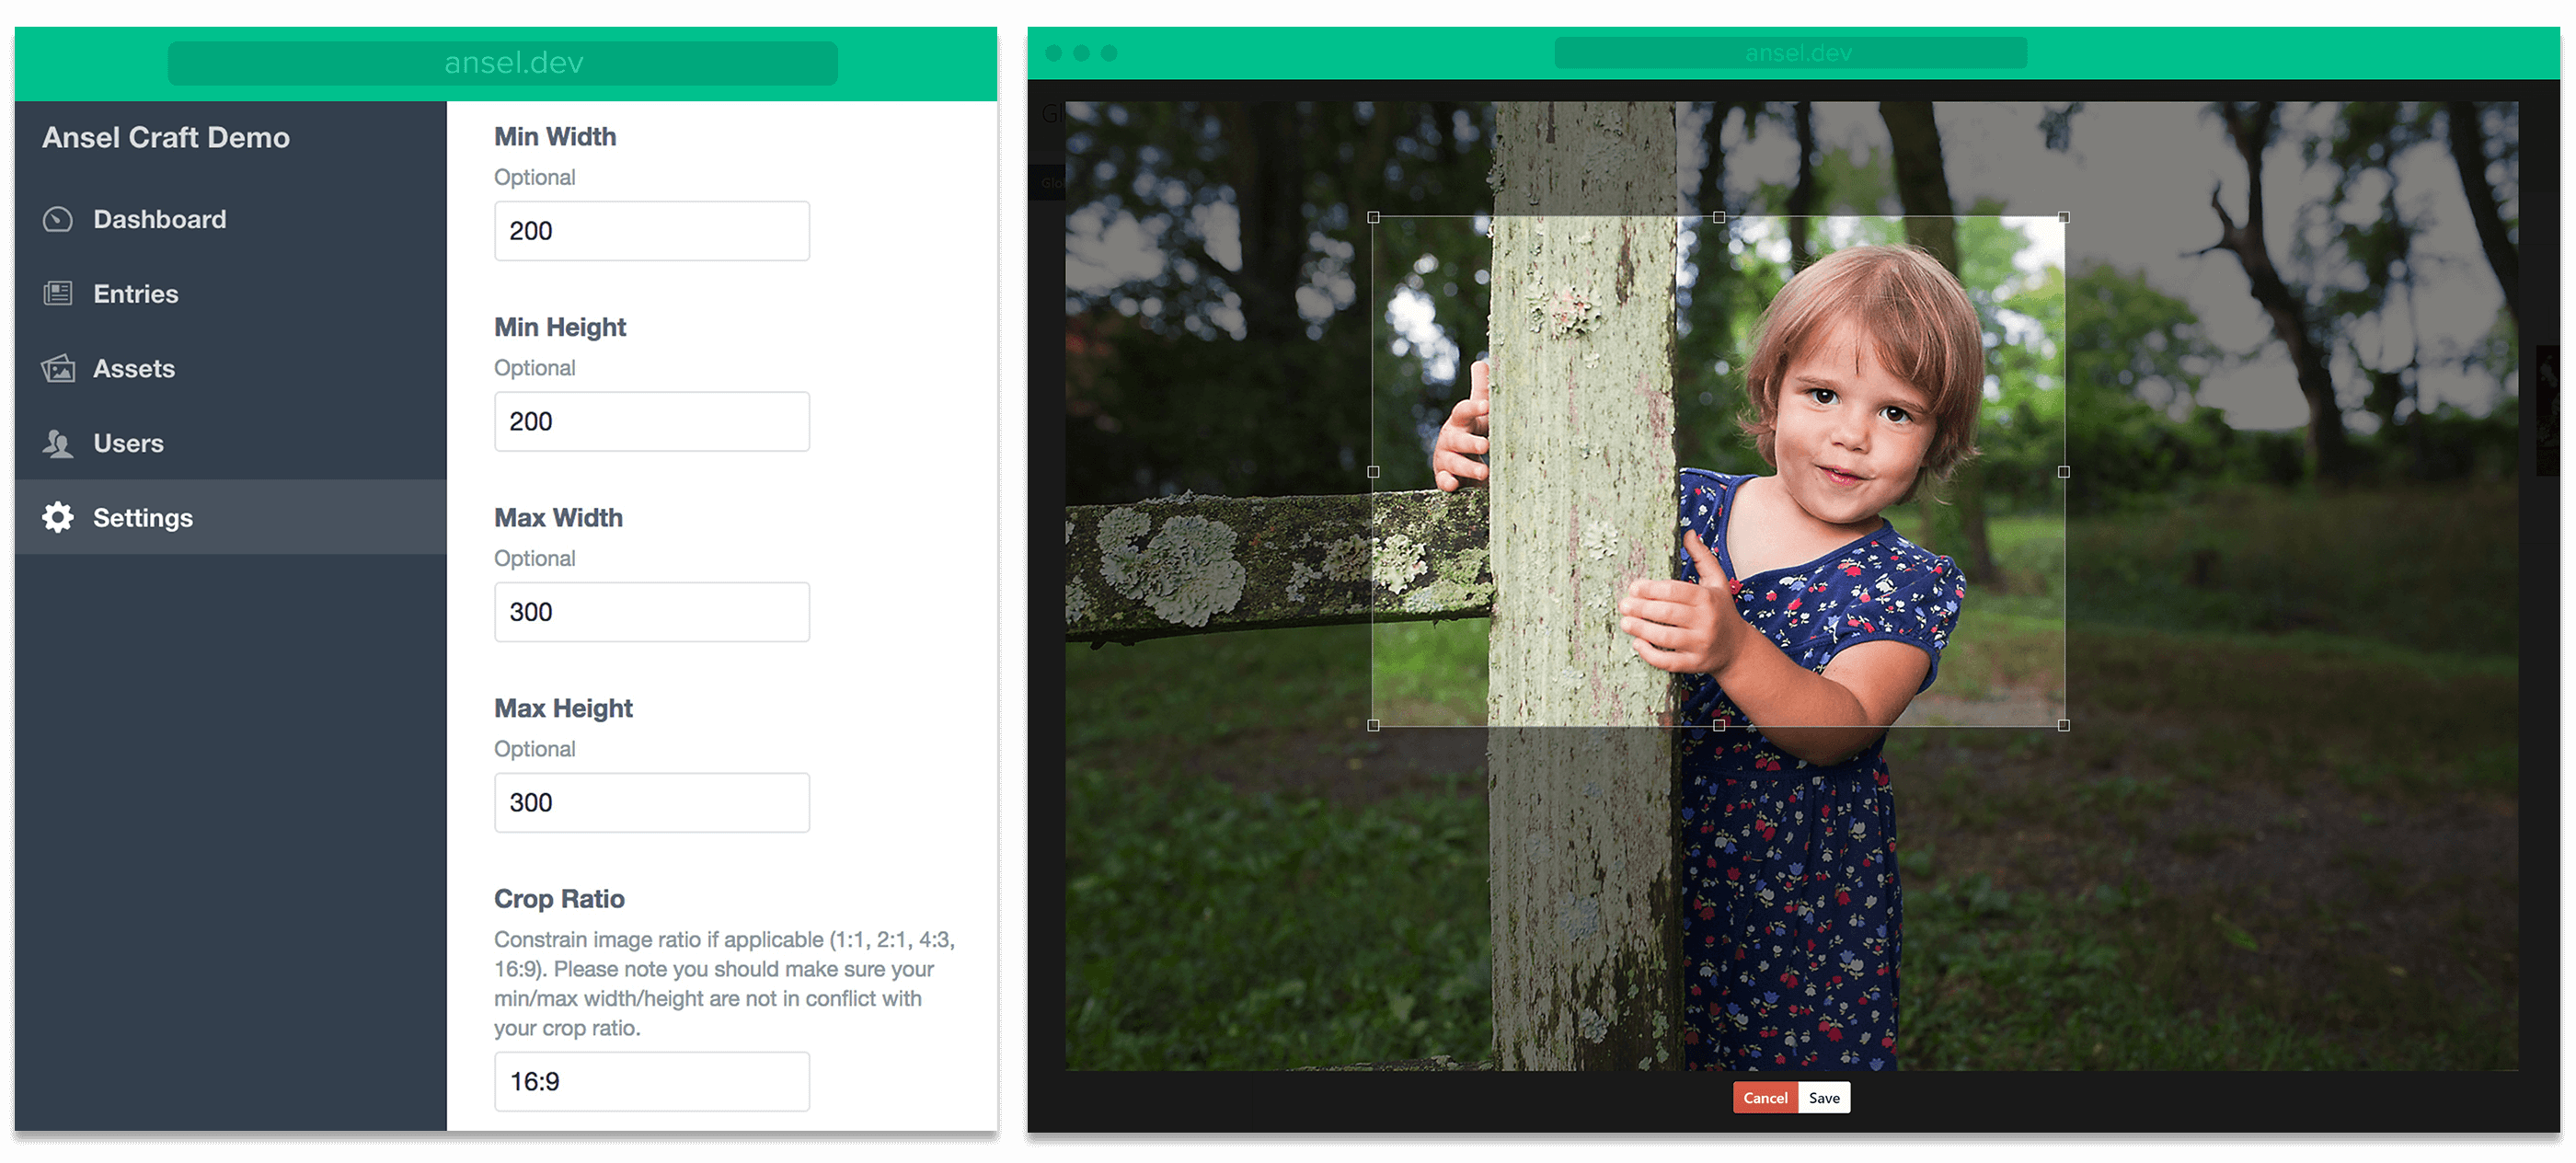 ansel.dev
Ansel Craft Demo
Dashboard
Entries
Assets
Users
Settings
Min Width
Optional
200
Min Height
Optional
200
Max Width
Optional
300
Max Height
Optional
300
Crop Ratio
Constrain image ratio if applicable (1:1, 2:1, 4:3,
16:9). Please note you should make sure your
min/max width/height are not in conflict with
your crop ratio.
16:9
ansel.dev
Cancel Save